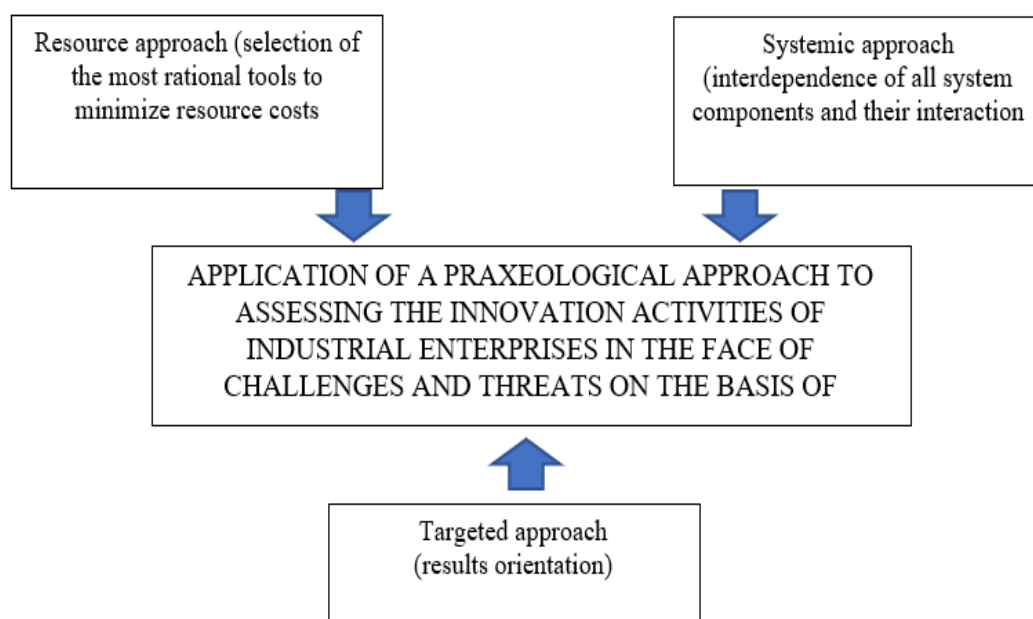 Resource approach (selection of
the most rational tools to
minimize resource costs
Systemic approach
(interdependence of all system
components and their interaction
APPLICATION OF A PRAXEOLOGICAL APPROACH TO
ASSESSING THE INNOVATION ACTIVITIES OF
INDUSTRIAL ENTERPRISES IN THE FACE OF
CHALLENGES AND THREATS ON THE BASIS OF
Targeted approach
(results orientation)